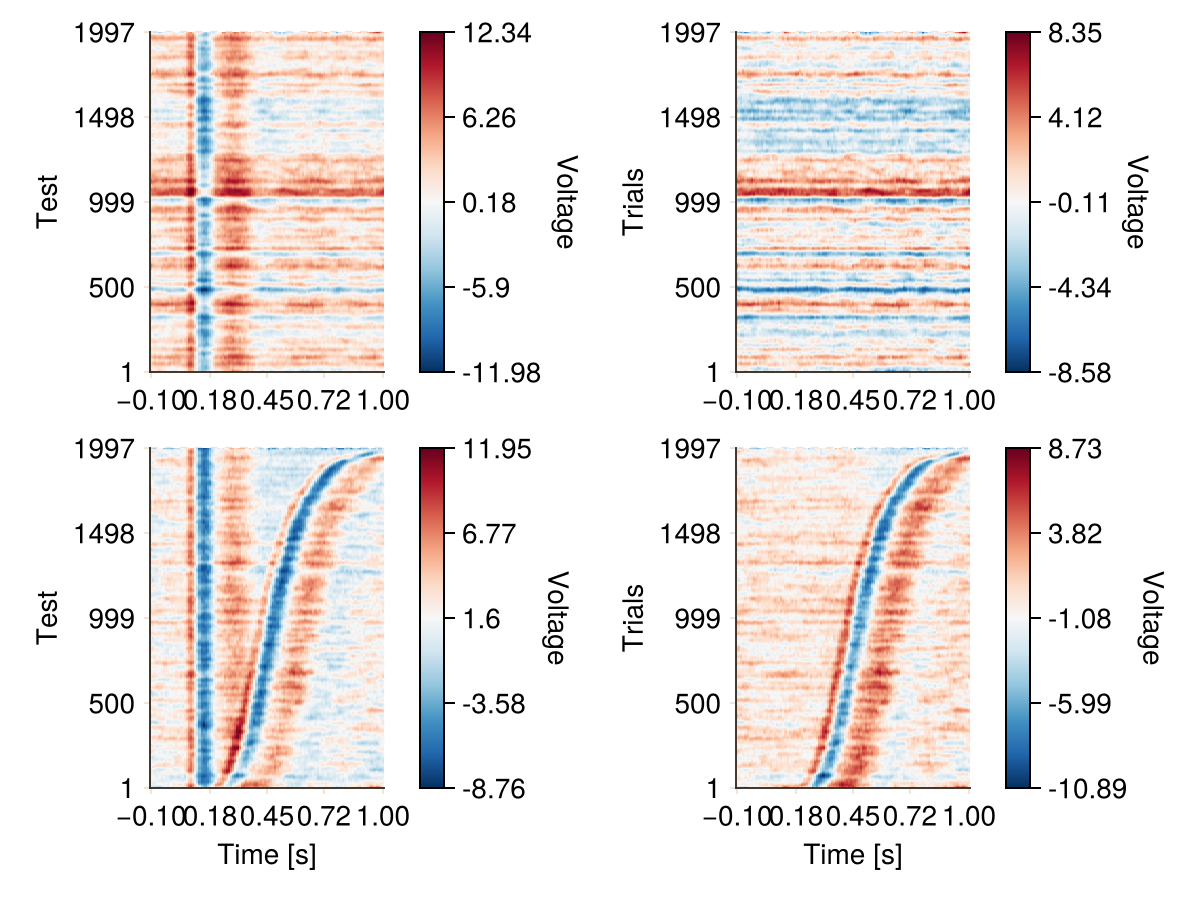 1997
1498
999
500
1
Test
−0.10 0.18 0.45 0.72 1.00
12.34
6.26
0.18
-5.9
-11.98
Voltage
1997
1498
999
500
1
Trials
−0.10 0.18 0.45 0.72 1.00
8.35
4.12
-0.11
-4.34
-8.58
Voltage
1997
1498
999
500
1
Test
−0.10 0.18 0.45 0.72 1.00
Time [s]
11.95
6.77
1.6
-3.58
-8.76
Voltage
1997
1498
999
500
1
Trials
−0.10 0.18 0.45 0.72 1.00
Time [s]
8.73
3.82
-1.08
-5.99
-10.89
Voltage